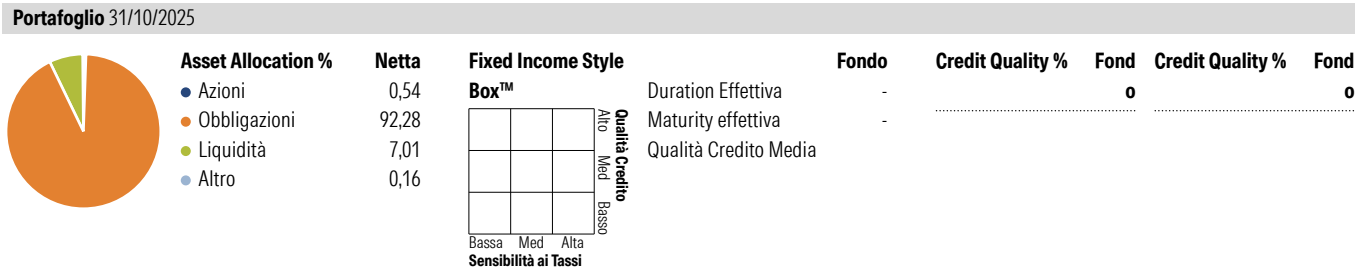 Portafoglio 31/10/2025
Asset Allocation % Netta
Azioni 0,54
Obbligazioni 92,28
Liquidità 7,01
Altro 0,16
Fixed Income Style
Box™
Alto Med Basso
Qualità Credito
Bassa Med Alta
Sensibilità ai Tassi
Fondo
Duration Effettiva -
Maturity effettiva -
Qualità Credito Media
Credit Quality % Fond
o
Credit Quality % Fond
o